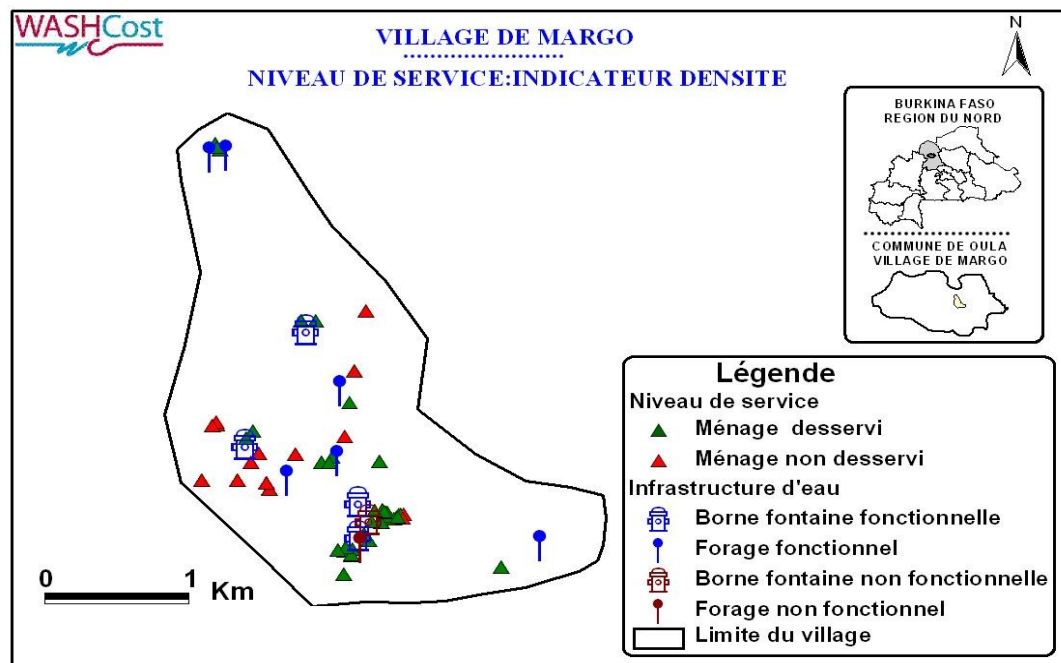 WASHCost
VILLAGE DE MARGO
NIVEAU DE SERVICE:INDICATEUR DENSITE
N
BURKINA FASO
REGION DU NORD
COMMUNE DE OULA
VILLAGE DE MARGO
Légende
Niveau de service
Ménage desservi
Ménage non desservi
Infrastructure d'eau
Borne fontaine fonctionnelle
Forage fonctionnel
Borne fontaine non fonctionnelle
Forage non fonctionnel
Limite du village
0 1
Km